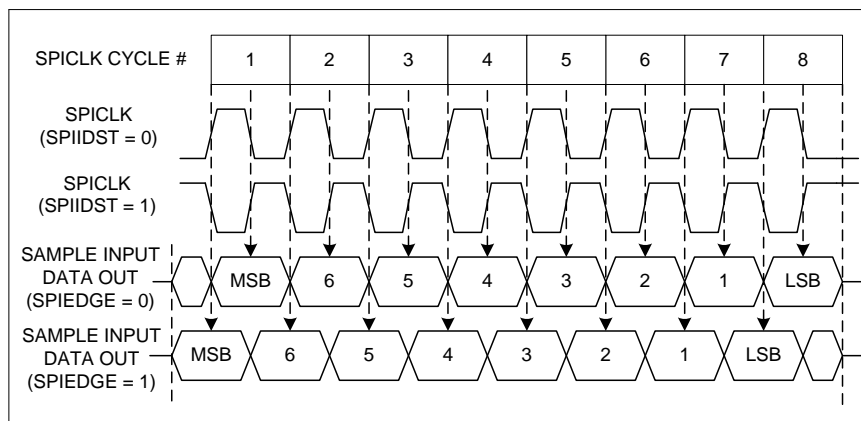 SPICLK CYCLE # 1 2 3 4 5 6 7 8
SPICLK
(SPIIDST = 0)
SPICLK
(SPIIDST = 1)
SAMPLE INPUT
DATA OUT
(SPIEDGE = 0)
MSB 6 5 4 3 2 1 LSB
SAMPLE INPUT
DATA OUT
(SPIEDGE = 1)
MSB 6 5 4 3 2 1 LSB